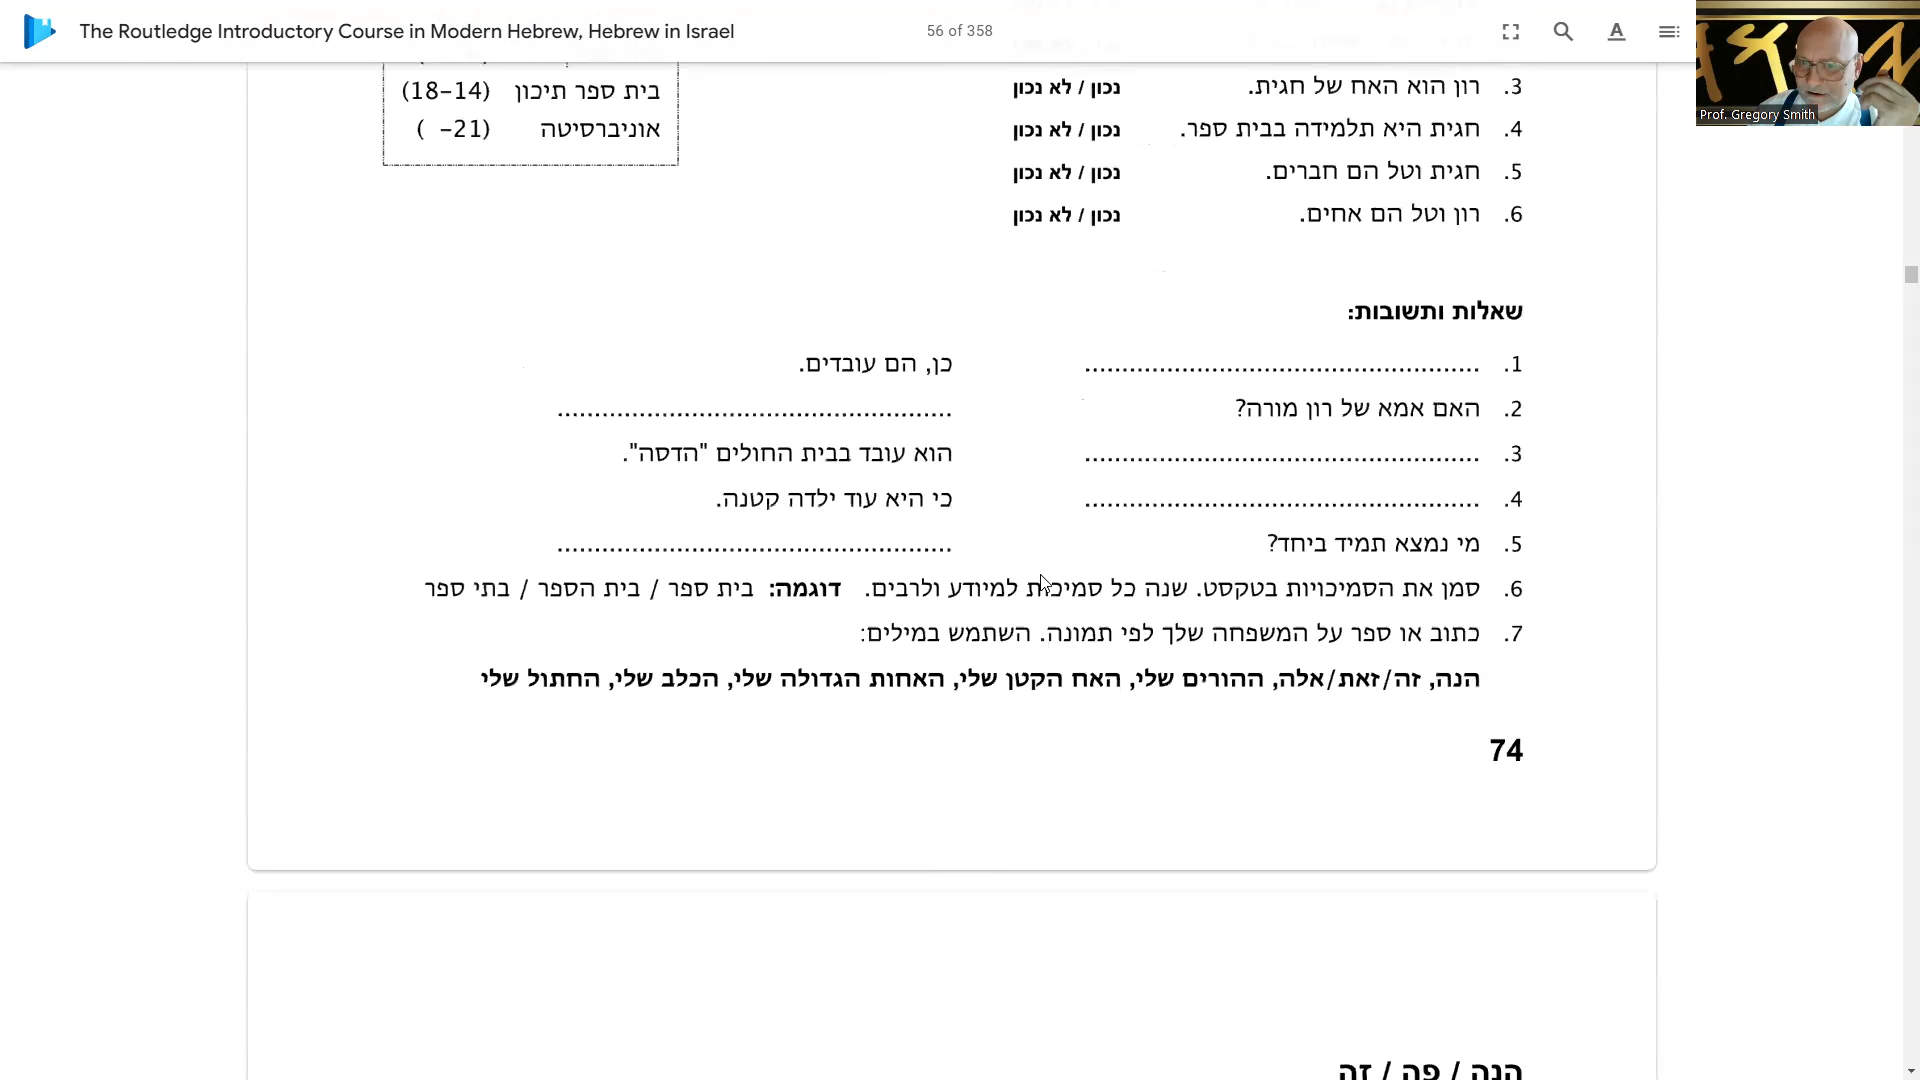 The Routledge Introductory Course in Modern Hebrew, Hebrew in Israel
56 of 358
Prof. Gregory Smith
3. רון הוא האח של חגית. נכון / לא נכון
4. חגית היא תלמידה בבית ספר. נכון / לא נכון
5. חגית וטל הם חברים. נכון / לא נכון
6. רון וטל הם אחים. נכון / לא נכון
בית ספר תיכון (14-18)
אוניברסיטה (21- )
שאלות ותשובות:
1. ..................................................... כן, הם עובדים.
2. האם אמא של רון מורה? .....................................................
3. ..................................................... הוא עובד בבית החולים "הדסה".
4. ..................................................... כי היא עוד ילדה קטנה.
5. מי נמצא תמיד ביחד? .....................................................
6. סמן את הסמיכויות בטקסט. שנה כל סמיכות למיודע ולרבים. דוגמה: בית ספר / בית הספר / בתי ספר
7. כתוב או ספר על המשפחה שלך לפי תמונה. השתמש במילים:
הנה, זה/זאת/אלה, ההורים שלי, האח הקטן שלי, האחות הגדולה שלי, הכלב שלי, החתול שלי
74
הנה / פה / זה